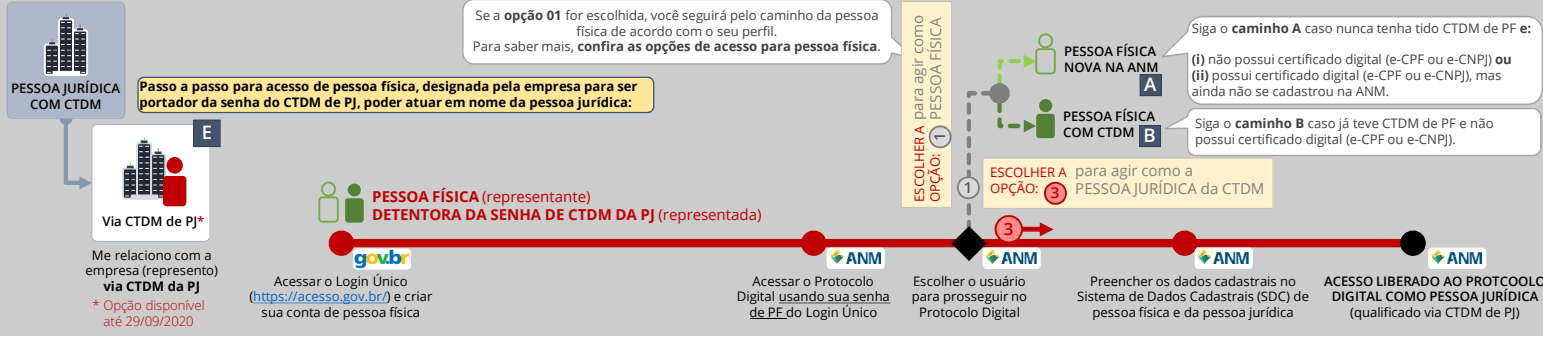 PESSOA JURÍDICA
COM CTDM
Passo a passo para acesso de pessoa física, designada pela empresa para ser
portador da senha do CTDM de PJ, poder atuar em nome da pessoa jurídica:
E
Via CTDM de PJ*
Me relaciono com a
empresa (represento)
via CTDM da PJ
* Opção disponível
até 29/09/2020
Se a opção 01 for escolhida, você seguirá pelo caminho da pessoa
física de acordo com o seu perfil.
Para saber mais, confira as opções de acesso para pessoa física.
ESCOLHER A para agir como
OPÇÃO: 1 PESSOA FÍSICA
PESSOA FÍSICA
NOVA NA ANM
A
Siga o caminho A caso nunca tenha tido CTDM de PF e:
(i) não possui certificado digital (e-CPF ou e-CNPJ) ou
(ii) possui certificado digital (e-CPF ou e-CNPJ), mas
ainda não se cadastrou na ANM.
PESSOA FÍSICA
COM CTDM
B
Siga o caminho B caso já teve CTDM de PF e não
possui certificado digital (e-CPF ou e-CNPJ).
1
ESCOLHER A para agir como a
OPÇÃO: 3 PESSOA JURÍDICA da CTDM
PESSOA FÍSICA (representante)
DETENTORA DA SENHA DE CTDM DA PJ (representada)
3
gov.br
Acessar o Login Único
(https://acesso.gov.br/) e criar
sua conta de pessoa física
ANM
Acessar o Protocolo
Digital usando sua senha
de PF do Login Único
ANM
Escolher o usuário
para prosseguir no
Protocolo Digital
ANM
Preencher os dados cadastrais no
Sistema de Dados Cadastrais (SDC) de
pessoa física e da pessoa jurídica
ANM
ACESSO LIBERADO AO PROTCOOLO
DIGITAL COMO PESSOA JURÍDICA
(qualificado via CTDM de PJ)